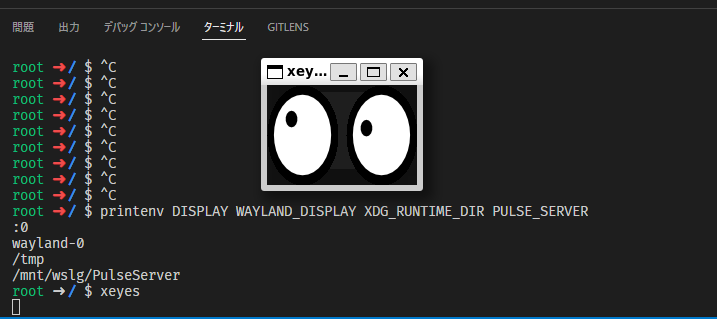 問題 出力 デバッグ コンソール ターミナル GITLENS
root ➜ / $ ^C
root ➜ / $ ^C
root ➜ / $ ^C
root ➜ / $ ^C
root ➜ / $ ^C
root ➜ / $ ^C
root ➜ / $ ^C
root ➜ / $ ^C
root ➜ / $ ^C
xey...
root ➜ / $ printenv DISPLAY WAYLAND_DISPLAY XDG_RUNTIME_DIR PULSE_SERVER
:0
wayland-0
/tmp
/mnt/wslg/PulseServer
root ➜ / $ xeyes